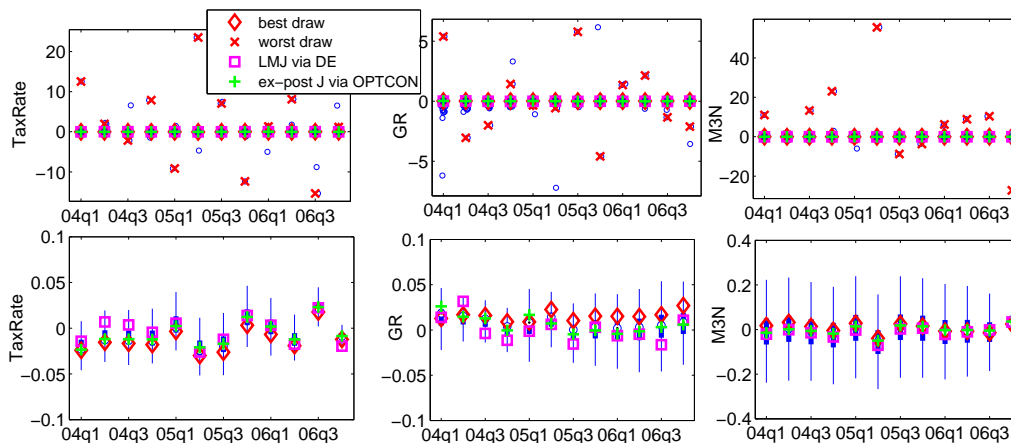 best draw
worst draw
LMJ via DE
ex-post J via OPTCON
TaxRate
20
10
0
−10
04q1 04q3 05q1 05q3 06q1 06q3
GR
5
0
−5
04q1 04q3 05q1 05q3 06q1 06q3
M3N
60
40
20
0
−20
04q1 04q3 05q1 05q3 06q1 06q3
TaxRate
0.1
0.05
0
−0.05
−0.1
04q1 04q3 05q1 05q3 06q1 06q3
GR
0.1
0.05
0
−0.05
−0.1
04q1 04q3 05q1 05q3 06q1 06q3
M3N
0.4
0.2
0
−0.2
−0.4
04q1 04q3 05q1 05q3 06q1 06q3